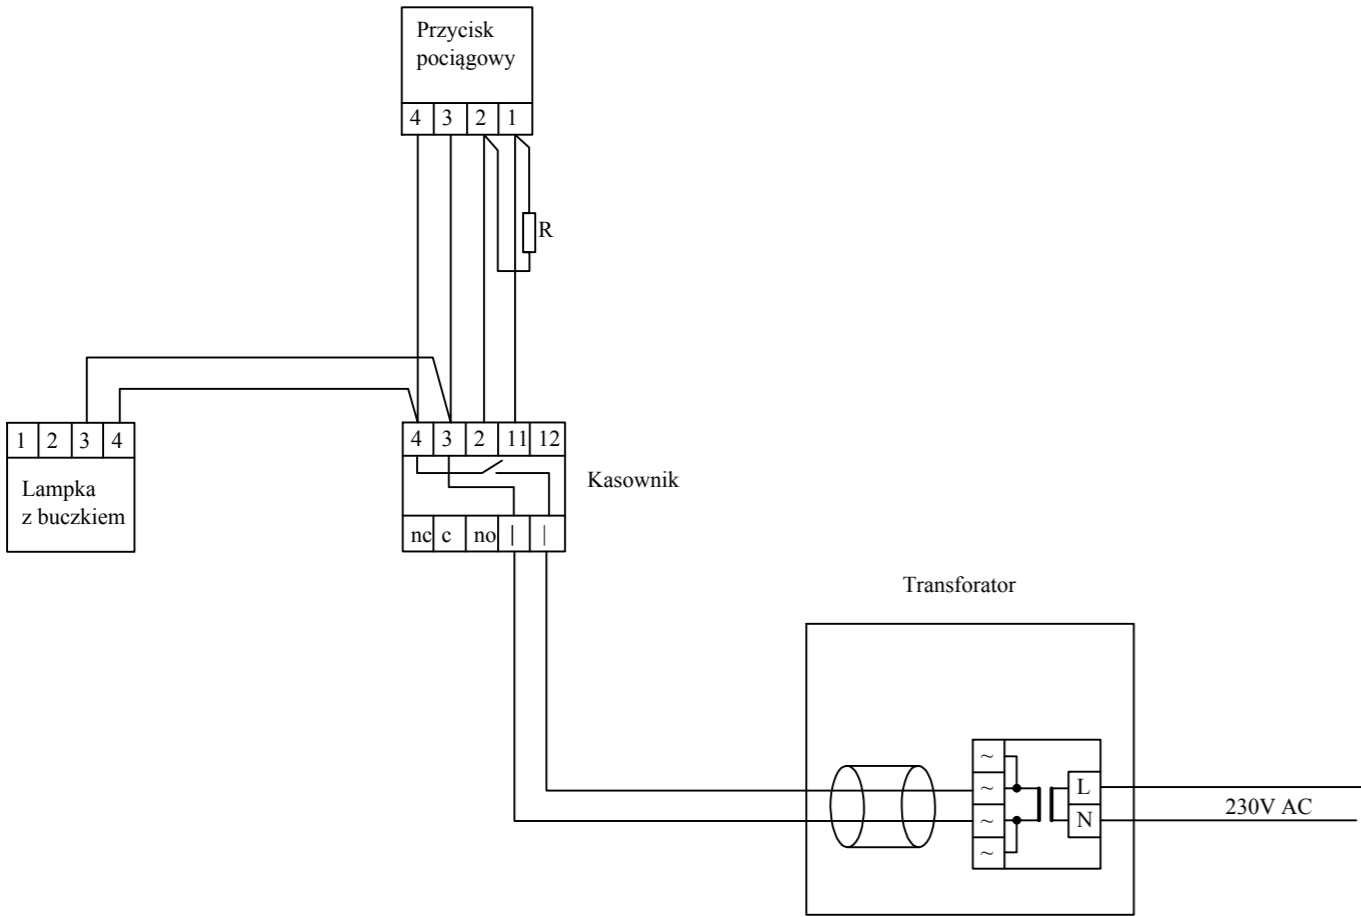 Przycisk
pociągowy
4 3 2 1
R
1 2 3 4
Lampka
z buczkiem
4 3 2 11 12
Kasownik
nc c no | |
Transforator
~
~
~
~
L
N
230V AC